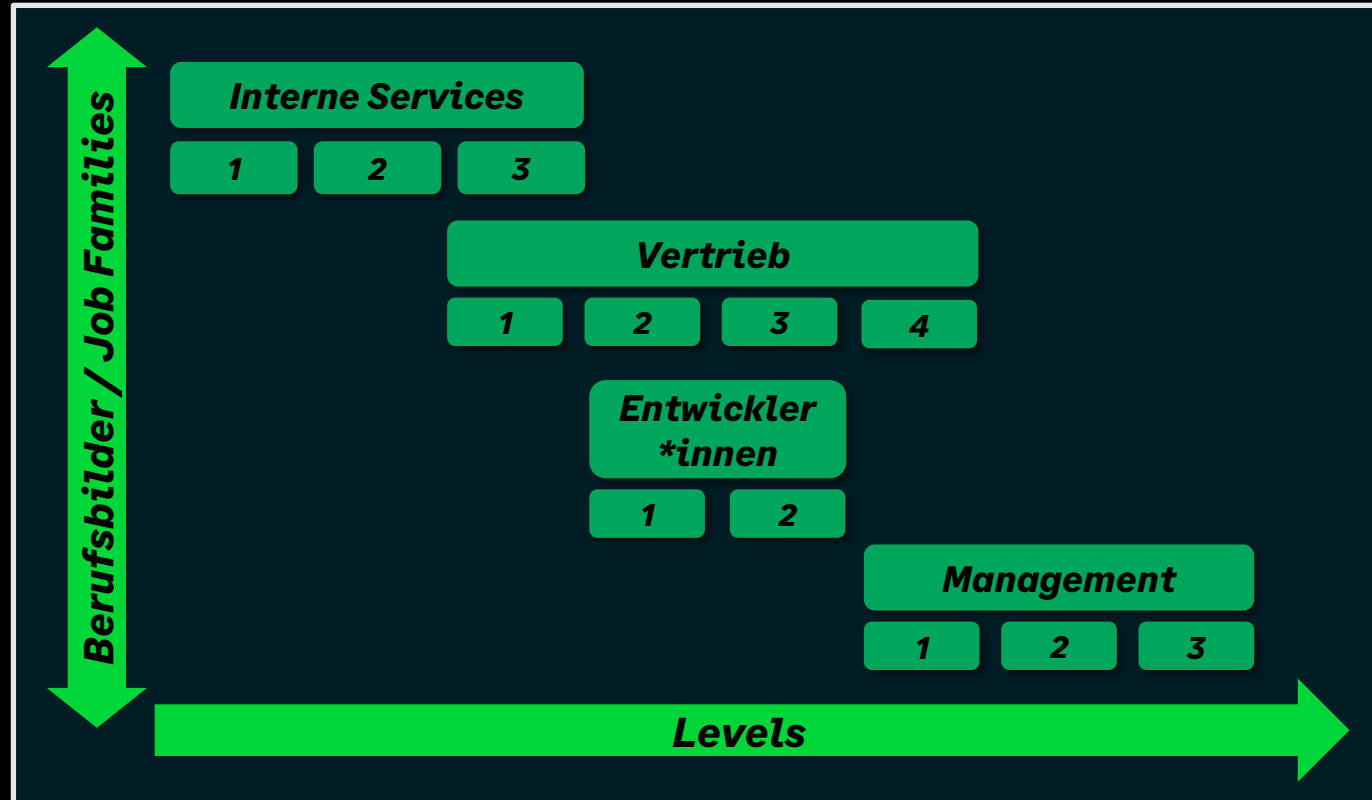 Berufsbilder / Job Families
Interne Services
1 2 3
Vertrieb
1 2 3 4
Entwickler
*innen
1 2
Management
1 2 3
Levels